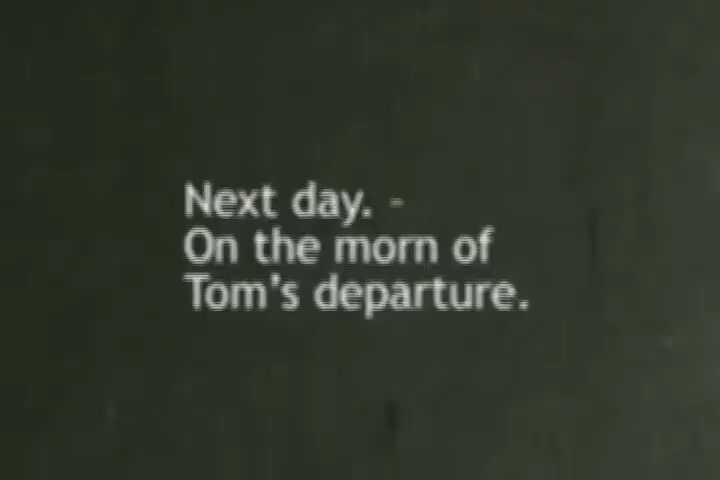 Next day. -
On the morn of
Tom's departure.